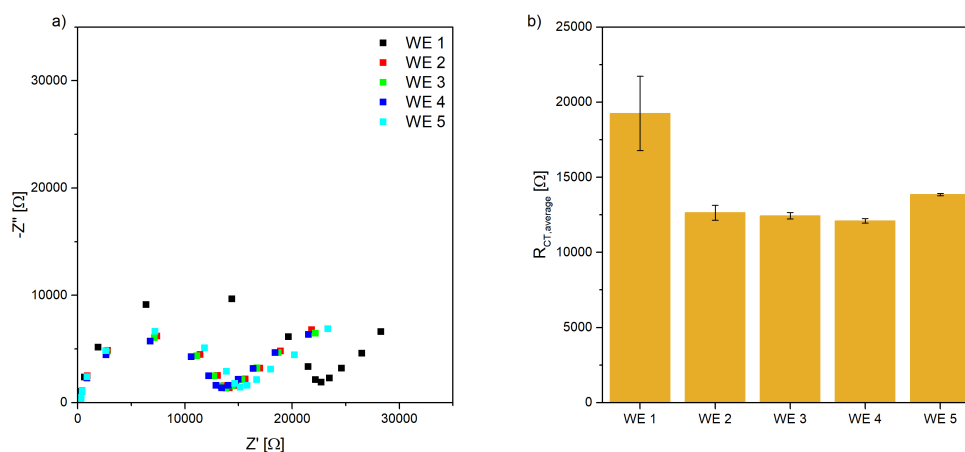 a)
WE 1
WE 2
WE 3
WE 4
WE 5
30000
20000
10000
0
-Z" [Ω]
0 10000 20000 30000
Z' [Ω]
b)
25000
20000
15000
10000
5000
0
R_CT,average [Ω]
WE 1 WE 2 WE 3 WE 4 WE 5